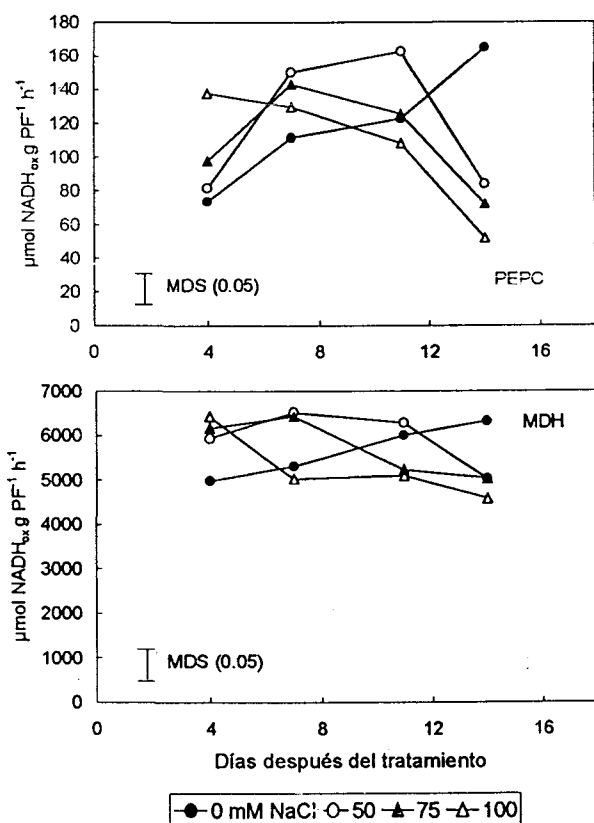 180
160
140
120
100
80
60
40
20
0
µmol NADHox g PF⁻¹ h⁻¹
MDS (0.05)
PEPC
0 4 8 12 16
7000
6000
5000
4000
3000
2000
1000
0
µmol NADHox g PF⁻¹ h⁻¹
MDH
MDS (0.05)
0 4 8 12 16
Días después del tratamiento
0 mM NaCl 50 75 100